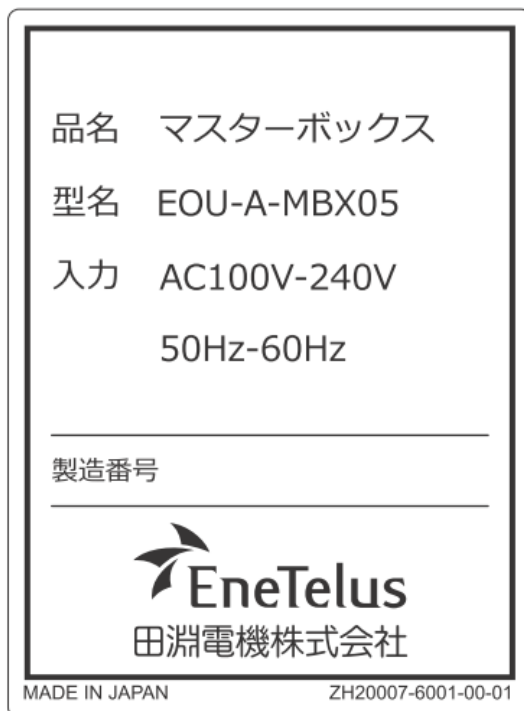 品名 マスターボックス
型名 EOU-A-MBX05
入力 AC100V-240V
50Hz-60Hz
製造番号
EneTelus
田淵電機株式会社
MADE IN JAPAN ZH20007-6001-00-01